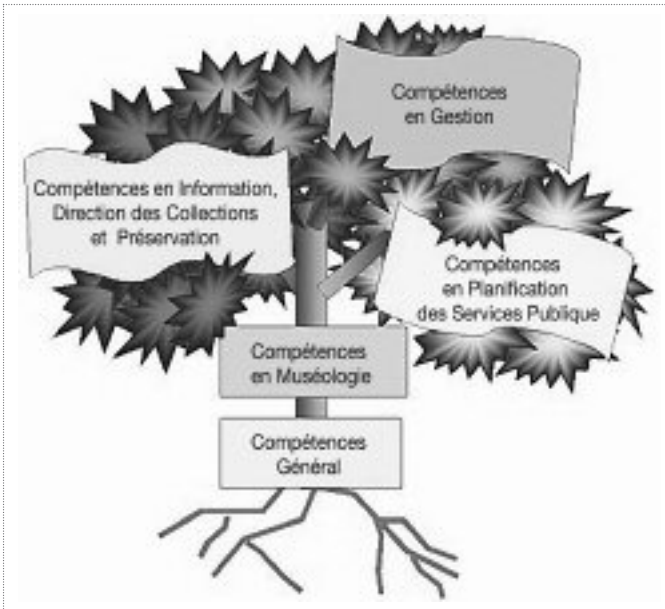 Compétences
en Gestion
Compétences en Information,
Direction des Collections
et Préservation
Compétences
en Planification
des Services Publique
Compétences
en Muséologie
Compétences
Général